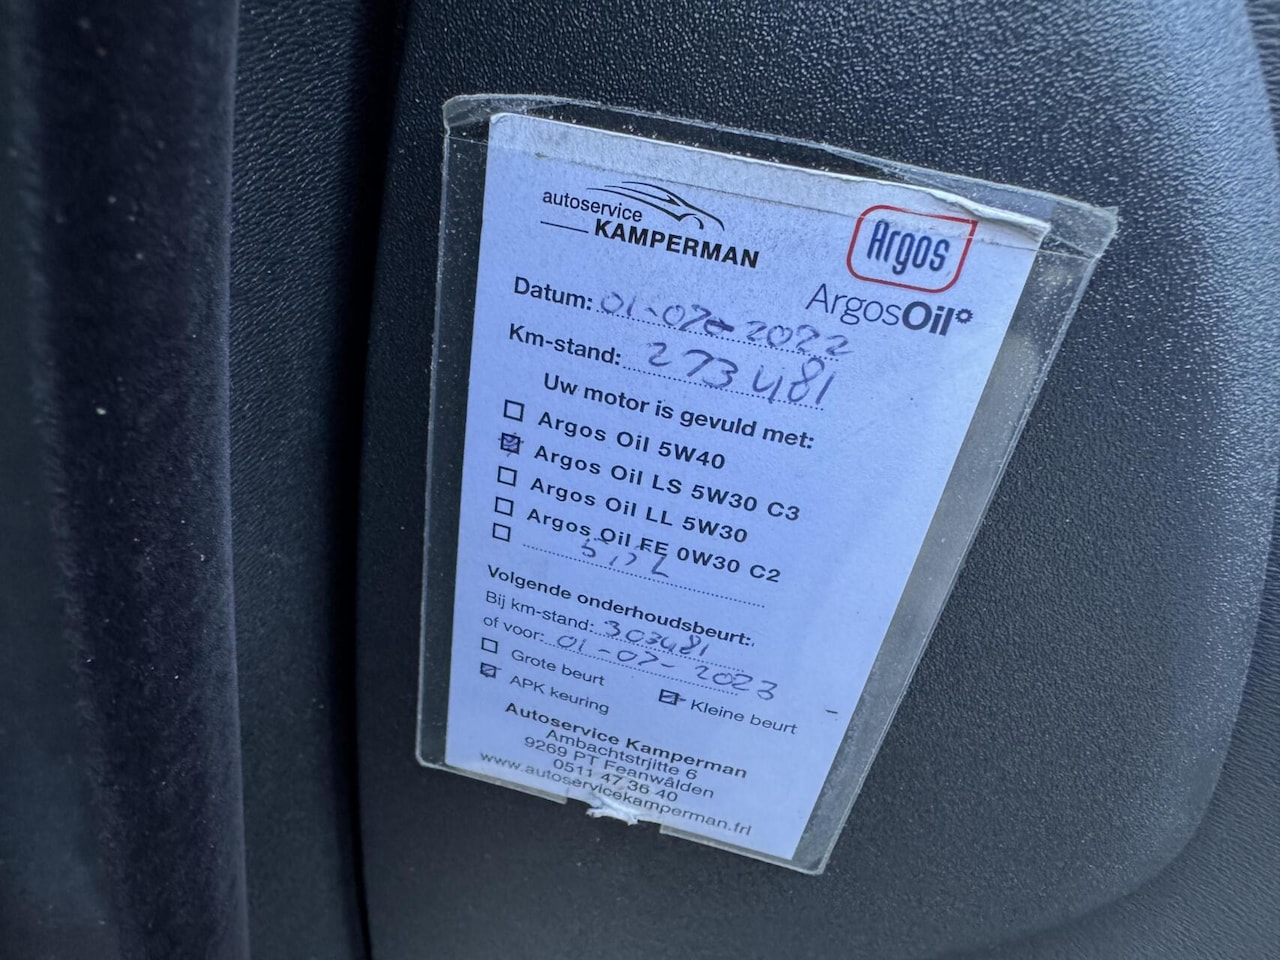 autoservice
KAMPERMAN
Argos
ArgosOil
Datum: 01-07-2022
Km-stand: 273481
Uw motor is gevuld met:
Argos Oil 5W40
Argos Oil LS 5W30 C3
Argos Oil LL 5W30
Argos Oil FE 0W30 C2
Volgende onderhoudsbeurt:
Bij km-stand: 303481
of voor: 01-07-2023
Grote beurt
APK keuring
Kleine beurt
Autoservice Kamperman
Ambachtstrjitte 6
9269 PT Feanwâlden
0511 47 36 40
www.autoservicekamperman.frl